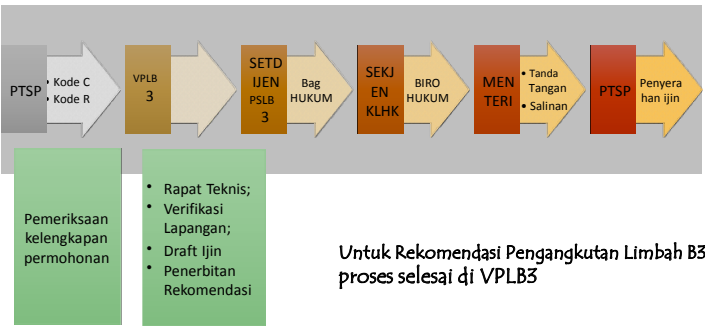 PTSP
• Kode C
• Kode R
VPLB
3
SETD
IJEN
PSLB
3
Bag
HUKUM
SEKJ
EN
KLHK
BIRO
HUKUM
MEN
TERI
• Tanda
Tangan
• Salinan
PTSP
Penyera
han ijin
Pemeriksaan
kelengkapan
permohonan
• Rapat Teknis;
• Verifikasi
Lapangan;
• Draft Ijin
• Penerbitan
Rekomendasi
Untuk Rekomendasi Pengangkutan Limbah B3
proses selesai di VPLB3